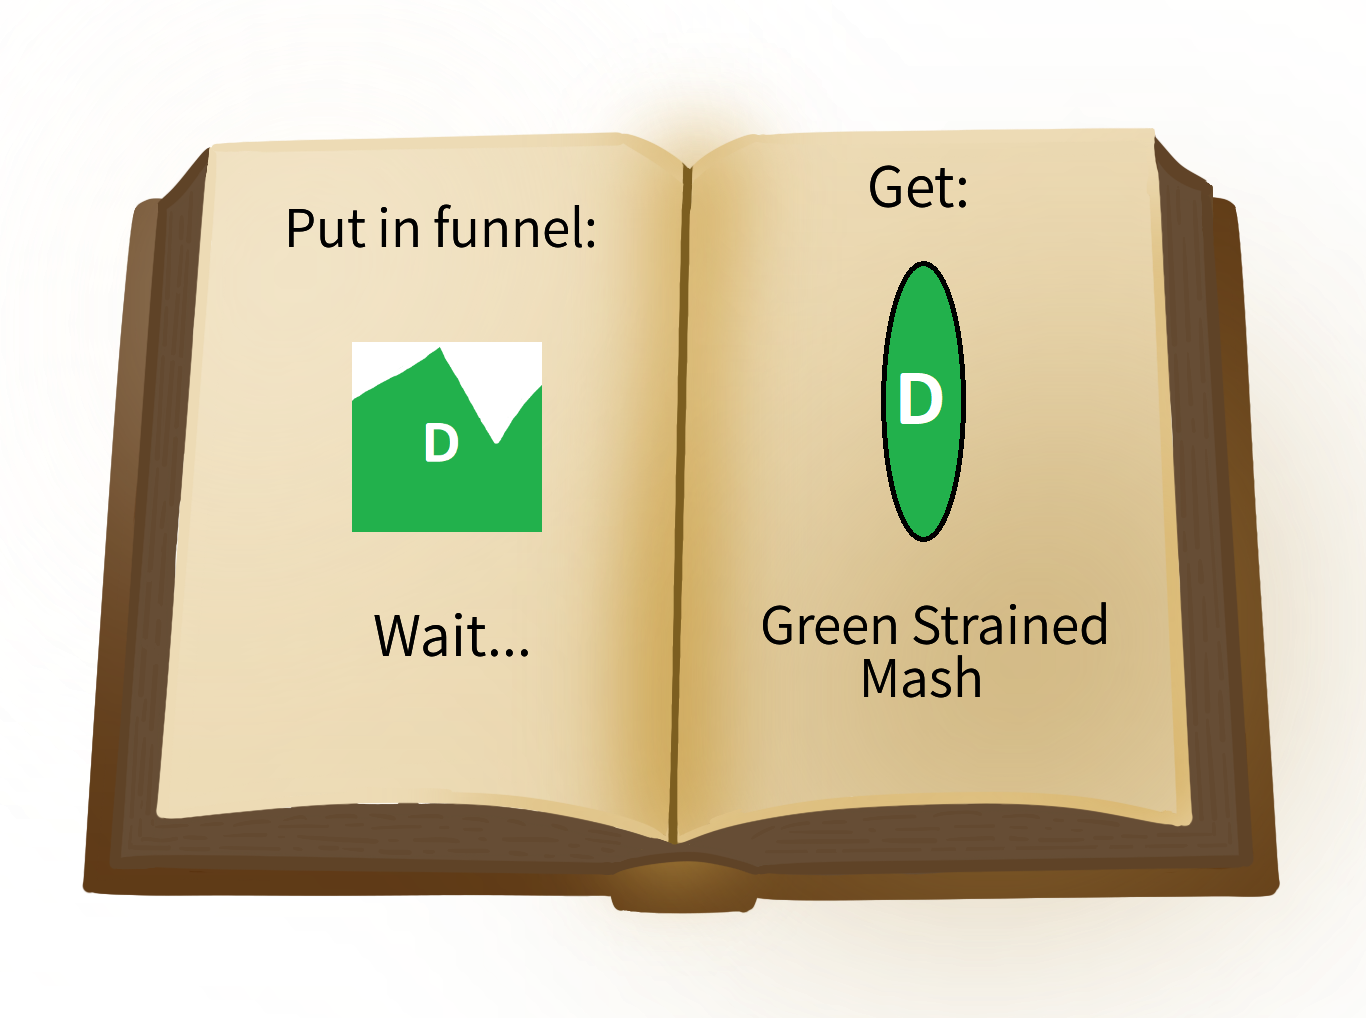 Put in funnel:
D
Wait...
Get:
D
Green Strained
Mash